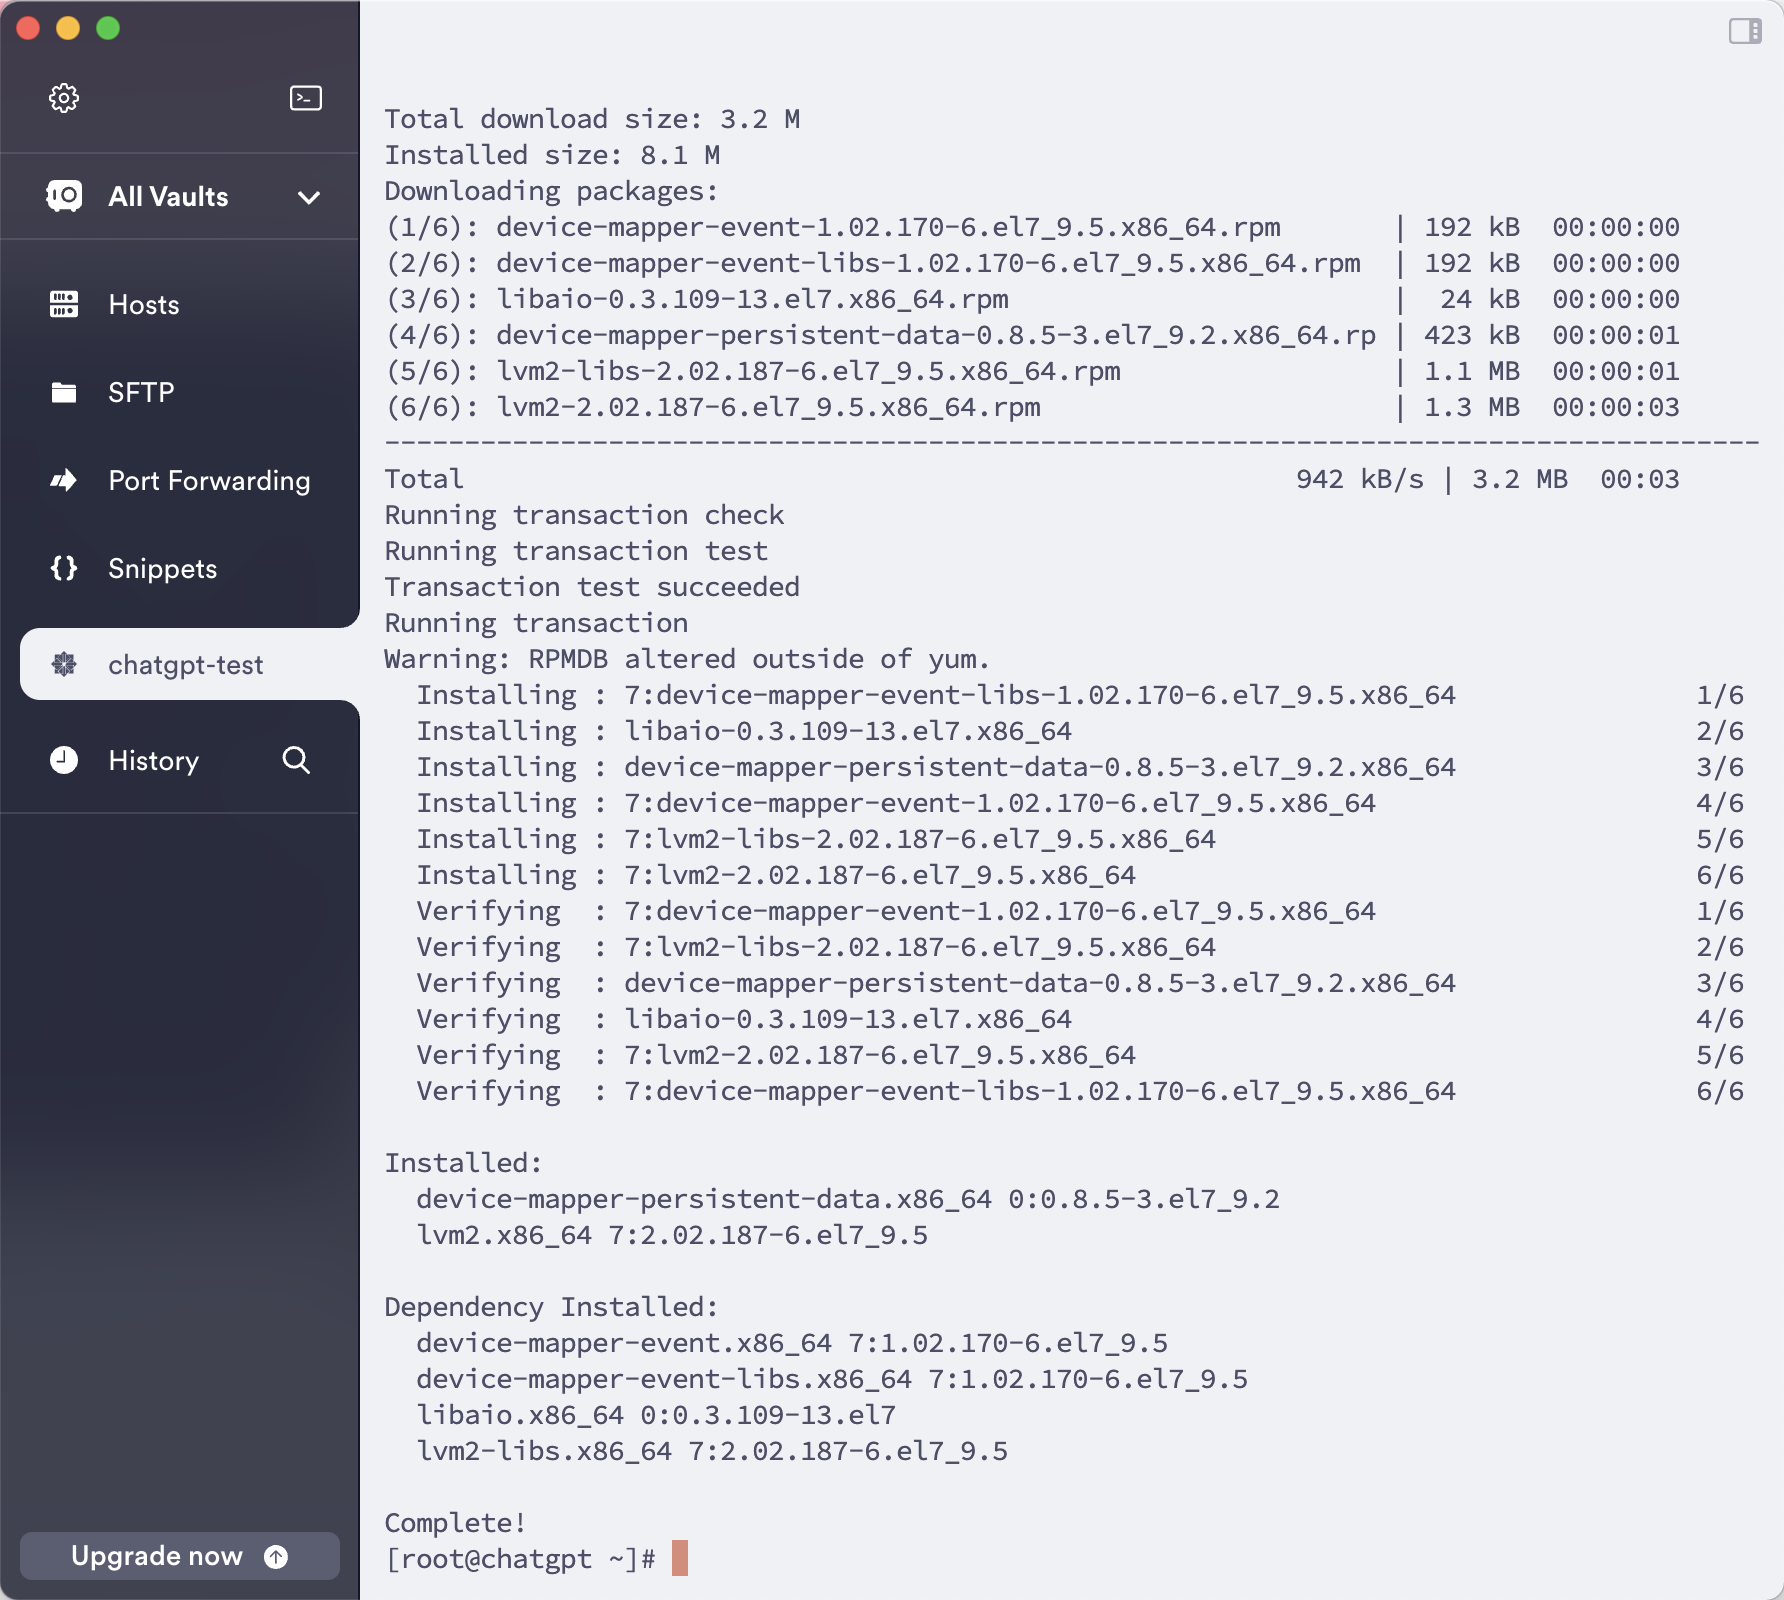 All Vaults
Hosts
SFTP
Port Forwarding
Snippets
chatgpt-test
History
Upgrade now
Total download size: 3.2 M
Installed size: 8.1 M
Downloading packages:
(1/6): device-mapper-event-1.02.170-6.el7_9.5.x86_64.rpm       | 192 kB  00:00:00
(2/6): device-mapper-event-libs-1.02.170-6.el7_9.5.x86_64.rpm  | 192 kB  00:00:00
(3/6): libaio-0.3.109-13.el7.x86_64.rpm                        |  24 kB  00:00:00
(4/6): device-mapper-persistent-data-0.8.5-3.el7_9.2.x86_64.rp | 423 kB  00:00:01
(5/6): lvm2-libs-2.02.187-6.el7_9.5.x86_64.rpm                 | 1.1 MB  00:00:01
(6/6): lvm2-2.02.187-6.el7_9.5.x86_64.rpm                      | 1.3 MB  00:00:03
--------------------------------------------------------------------------------------
Total                                                    942 kB/s | 3.2 MB  00:03
Running transaction check
Running transaction test
Transaction test succeeded
Running transaction
Warning: RPMDB altered outside of yum.
  Installing : 7:device-mapper-event-libs-1.02.170-6.el7_9.5.x86_64               1/6
  Installing : libaio-0.3.109-13.el7.x86_64                                       2/6
  Installing : device-mapper-persistent-data-0.8.5-3.el7_9.2.x86_64               3/6
  Installing : 7:device-mapper-event-1.02.170-6.el7_9.5.x86_64                    4/6
  Installing : 7:lvm2-libs-2.02.187-6.el7_9.5.x86_64                              5/6
  Installing : 7:lvm2-2.02.187-6.el7_9.5.x86_64                                   6/6
  Verifying  : 7:device-mapper-event-1.02.170-6.el7_9.5.x86_64                    1/6
  Verifying  : 7:lvm2-libs-2.02.187-6.el7_9.5.x86_64                              2/6
  Verifying  : device-mapper-persistent-data-0.8.5-3.el7_9.2.x86_64               3/6
  Verifying  : libaio-0.3.109-13.el7.x86_64                                       4/6
  Verifying  : 7:lvm2-2.02.187-6.el7_9.5.x86_64                                   5/6
  Verifying  : 7:device-mapper-event-libs-1.02.170-6.el7_9.5.x86_64               6/6
Installed:
  device-mapper-persistent-data.x86_64 0:0.8.5-3.el7_9.2
  lvm2.x86_64 7:2.02.187-6.el7_9.5
Dependency Installed:
  device-mapper-event.x86_64 7:1.02.170-6.el7_9.5
  device-mapper-event-libs.x86_64 7:1.02.170-6.el7_9.5
  libaio.x86_64 0:0.3.109-13.el7
  lvm2-libs.x86_64 7:2.02.187-6.el7_9.5
Complete!
[root@chatgpt ~]#